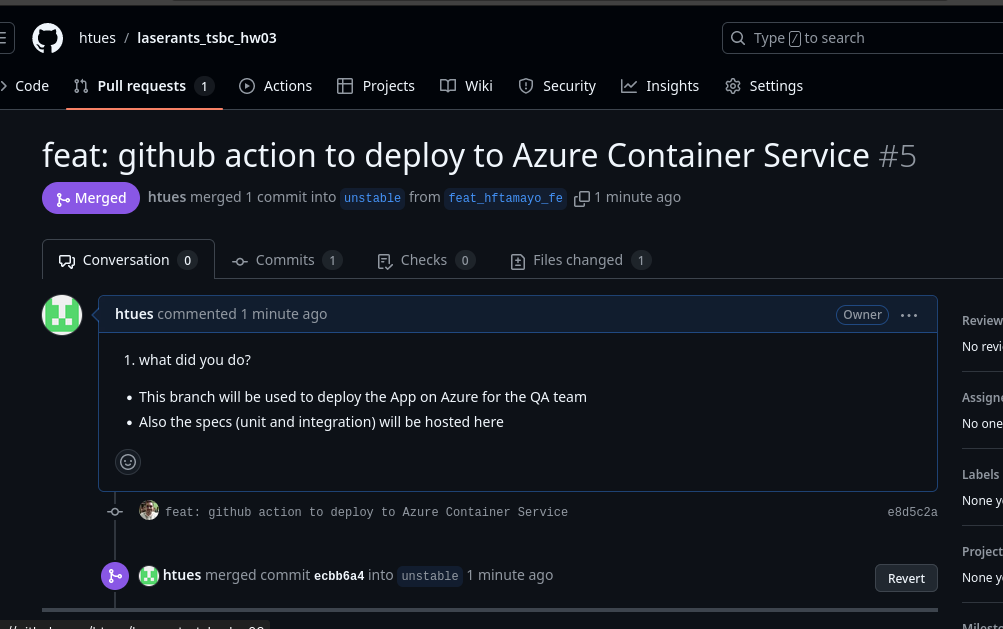 htues / laserants_tsbc_hw03
Type / to search
Code Pull requests 1 Actions Projects Wiki Security Insights Settings
feat: github action to deploy to Azure Container Service #5
Merged htues merged 1 commit into unstable from feat_hftamayo_fe 1 minute ago
Conversation 0 Commits 1 Checks 0 Files changed 1
htues commented 1 minute ago Owner ...
1. what did you do?
• This branch will be used to deploy the App on Azure for the QA team
• Also the specs (unit and integration) will be hosted here
feat: github action to deploy to Azure Container Service e8d5c2a
htues merged commit ecbb6a4 into unstable 1 minute ago
Revert
Review
No revi
Assigne
No one
Labels
None y
Project
None y